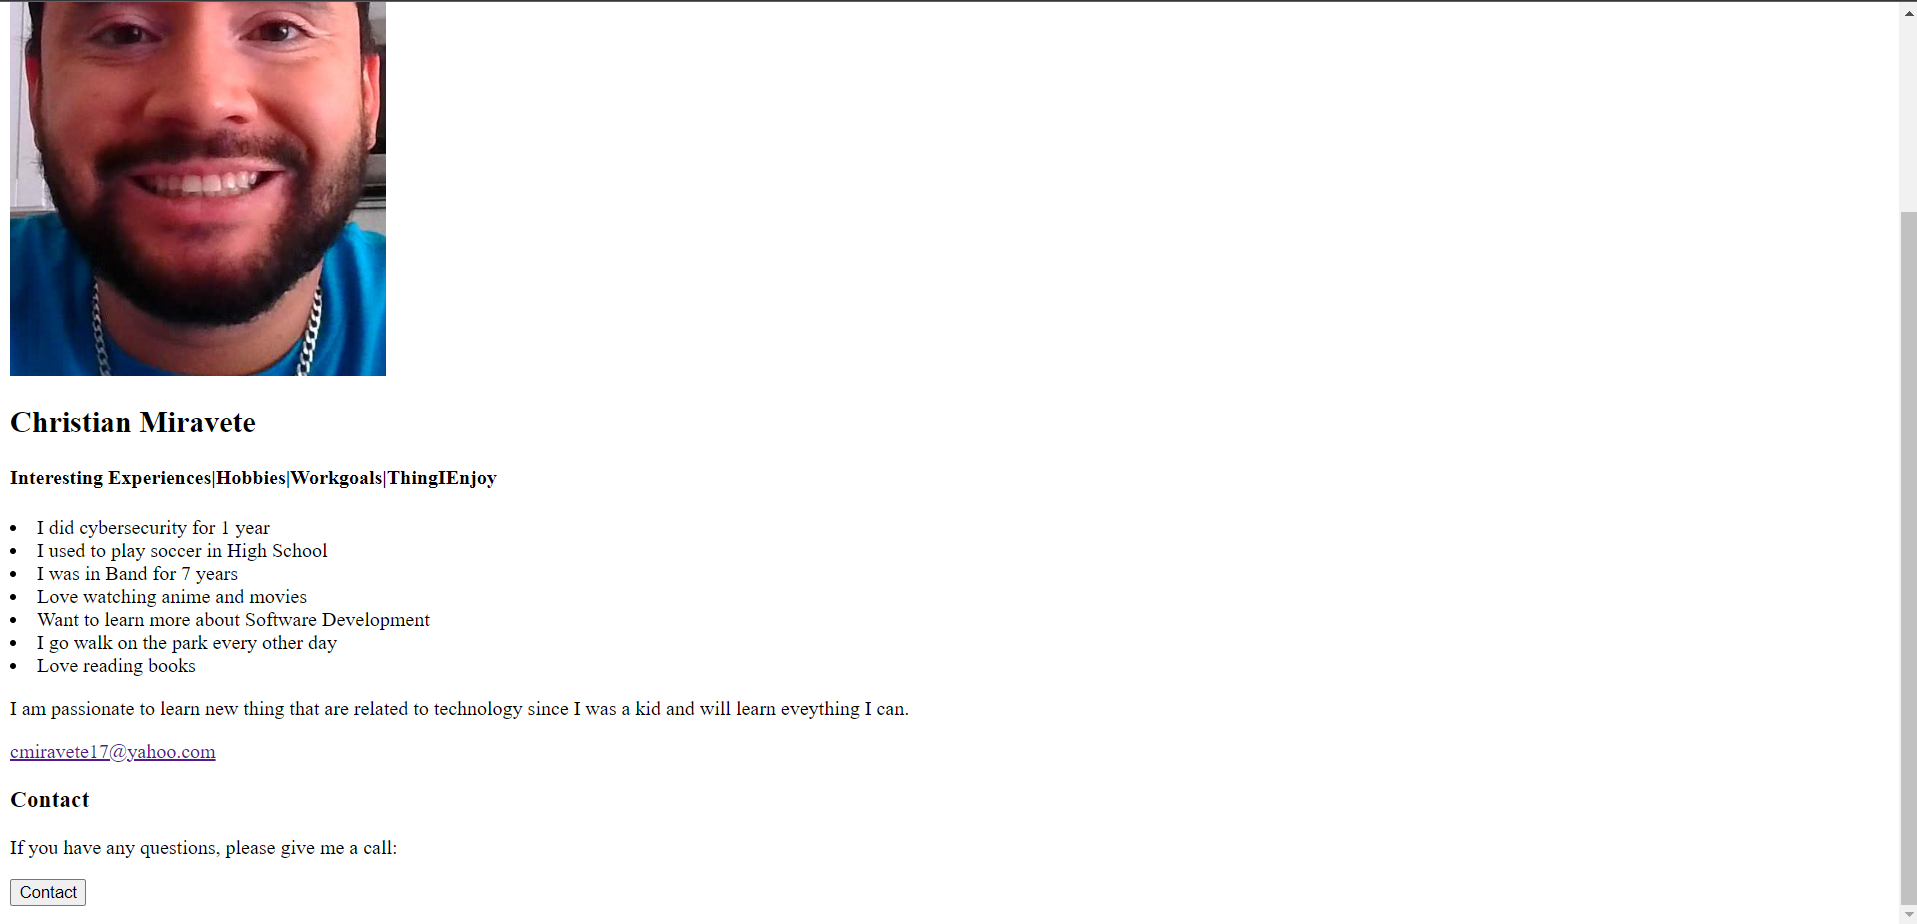 Christian Miravete
Interesting Experiences|Hobbies|Workgoals|ThingIEnjoy
I did cybersecurity for 1 year
I used to play soccer in High School
I was in Band for 7 years
Love watching anime and movies
Want to learn more about Software Development
I go walk on the park every other day
Love reading books
I am passionate to learn new thing that are related to technology since I was a kid and will learn eveything I can.
cmiravete17@yahoo.com
Contact
If you have any questions, please give me a call:
Contact